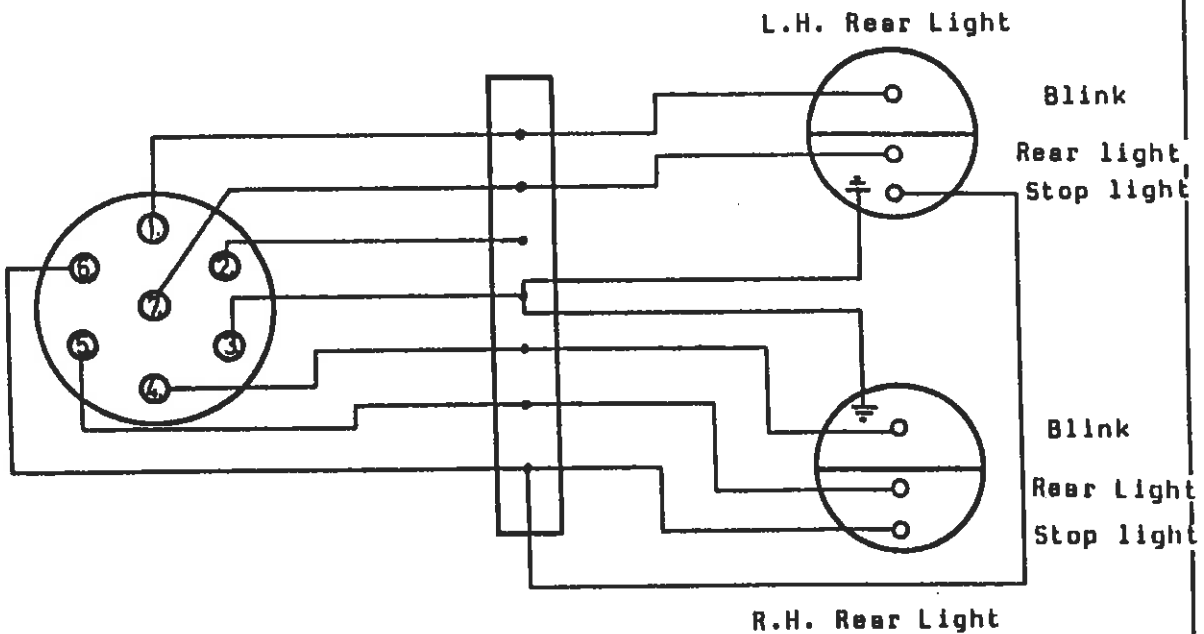 L.H. Rear Light
Blink
Rear light
Stop light
1.
6
2.
7.
5
3
4.
Blink
Rear Light
Stop light
R.H. Rear Light